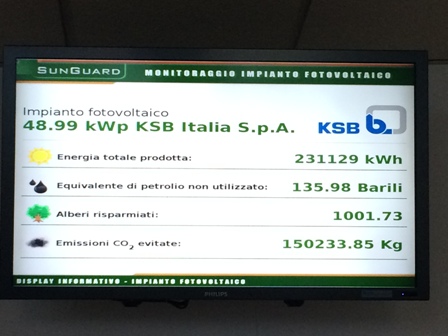 SUNGUARD MONITORAGGIO IMPIANTO FOTOVOLTAICO
Impianto fotovoltaico
48.99 kWp KSB Italia S.p.A.
KSB b
Energia totale prodotta: 231129 kWh
Equivalente di petrolio non utilizzato: 135.98 Barili
Alberi risparmiati: 1001.73
Emissioni CO2 evitate: 150233.85 Kg
DISPLAY INFORMATIVO - IMPIANTO FOTOVOLTAICO
PHILIPS